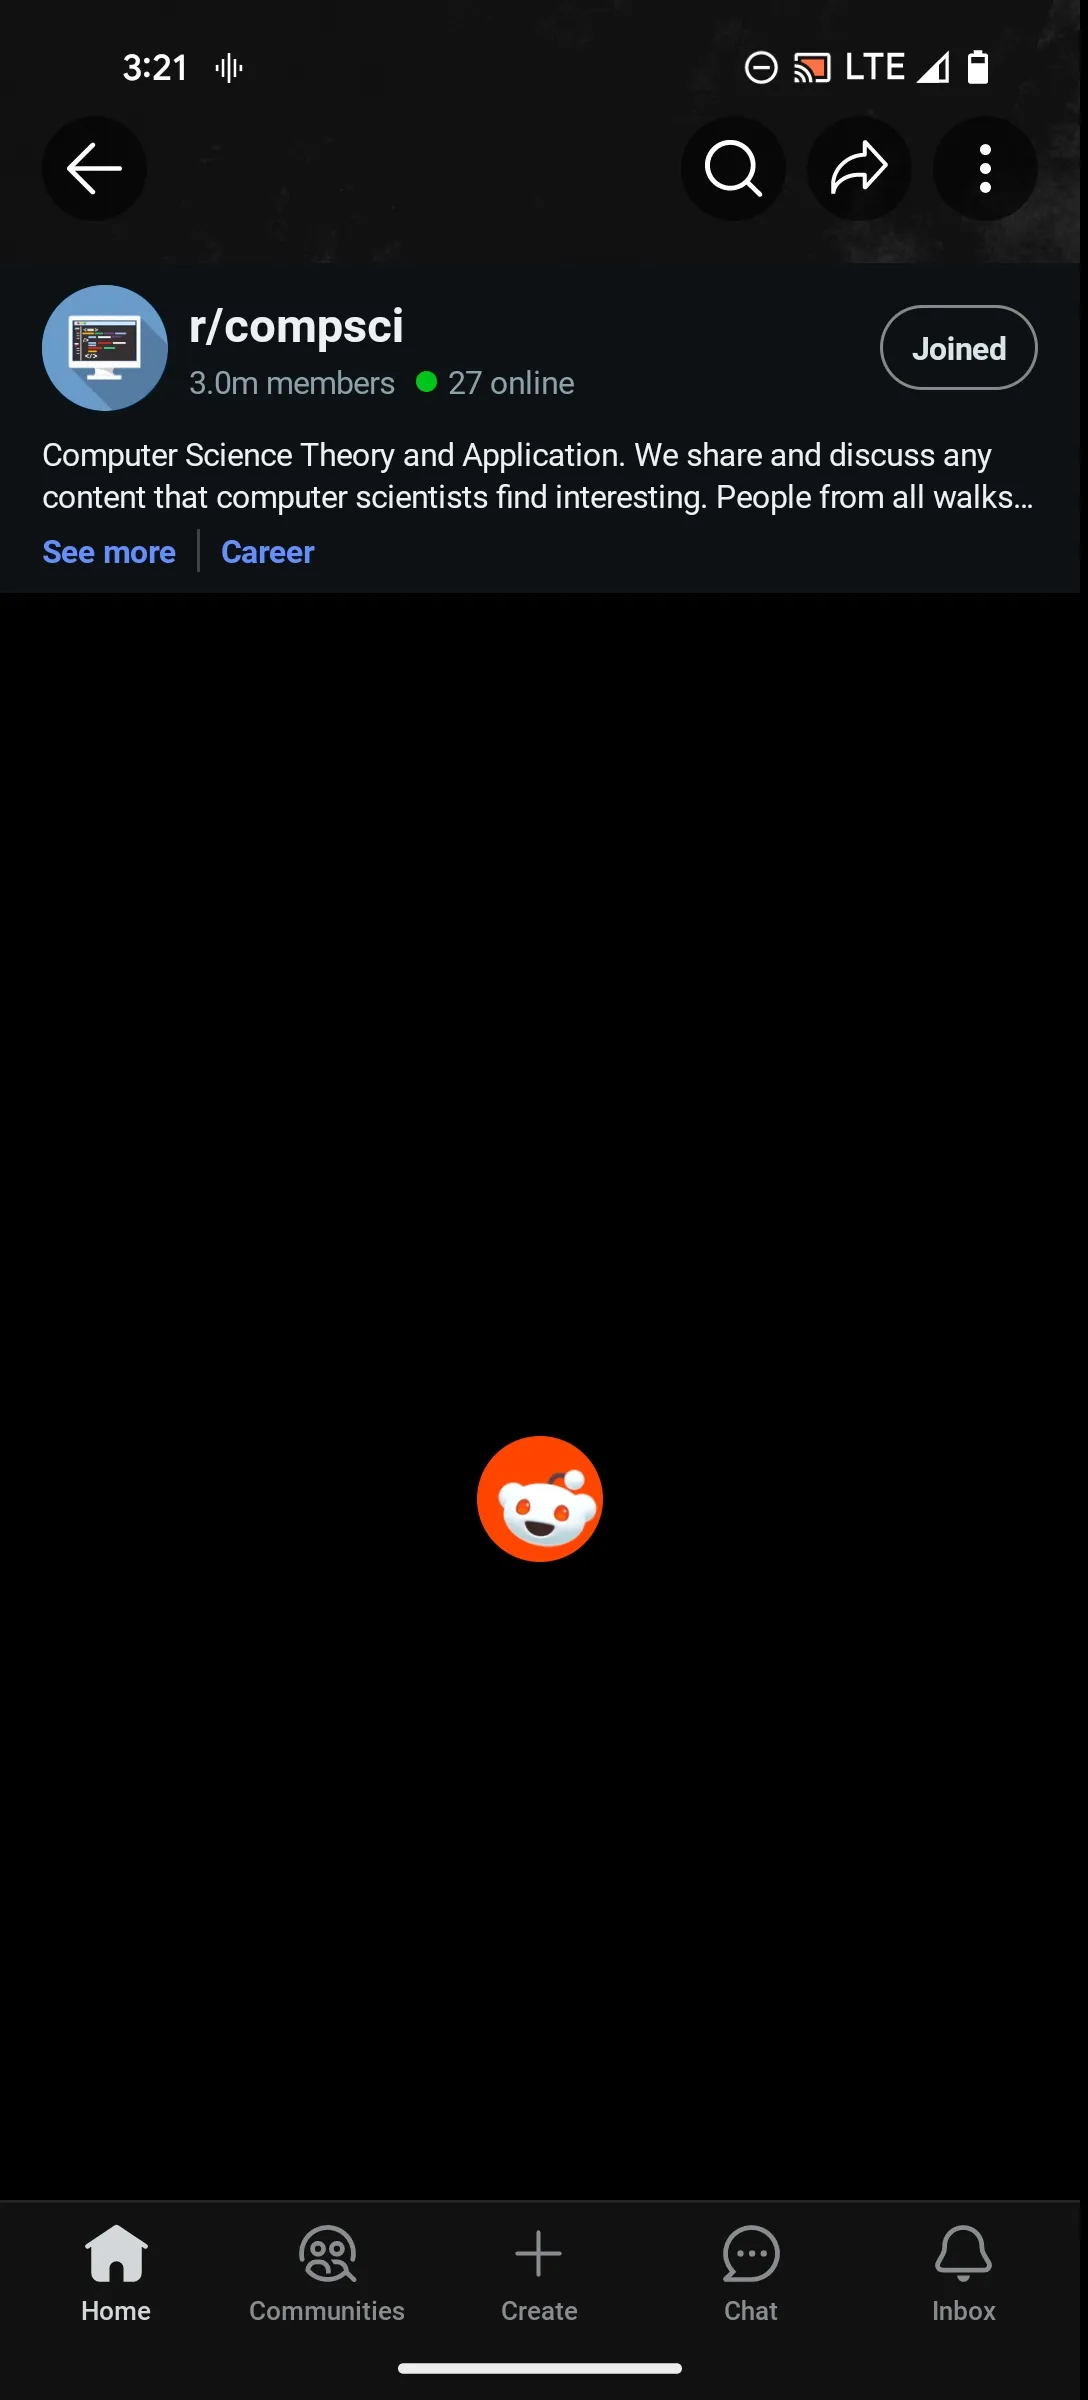 3:21
LTE
r/compsci
3.0m members 27 online
Joined
Computer Science Theory and Application. We share and discuss any
content that computer scientists find interesting. People from all walks...
See more
Career
Home
Communities
Create
Chat
Inbox